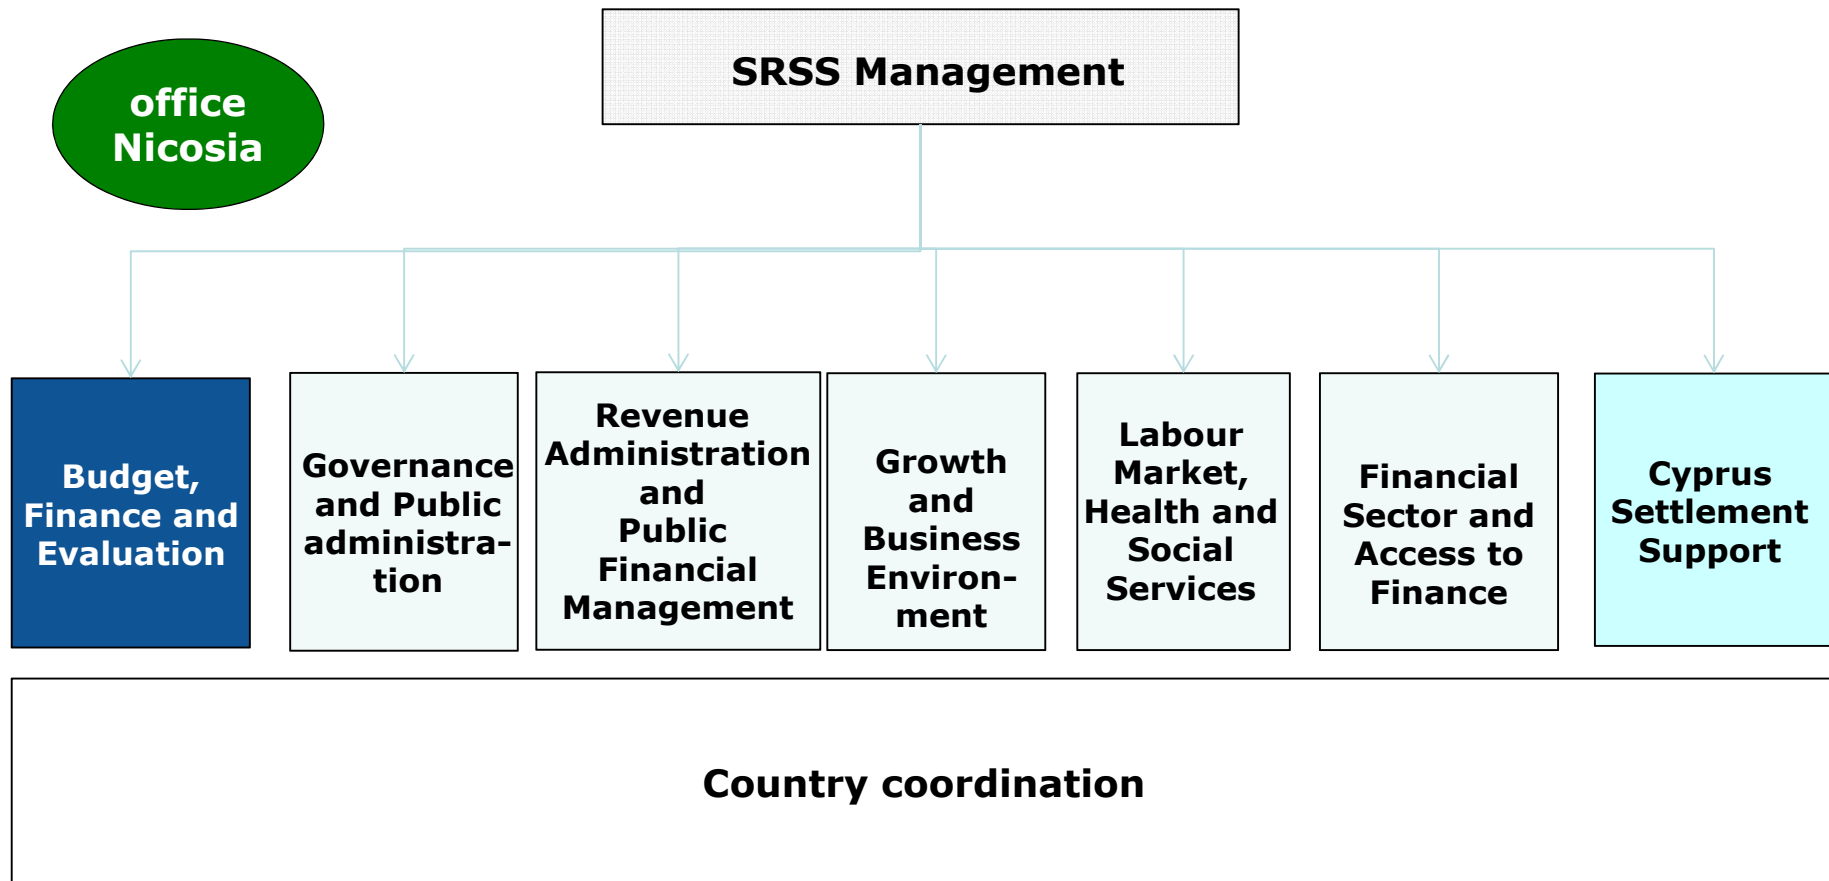 office
Nicosia
SRSS Management
Budget,
Finance and
Evaluation
Governance
and Public
administra-
tion
Revenue
Administration
and
Public
Financial
Management
Growth
and
Business
Environ-
ment
Labour
Market,
Health and
Social
Services
Financial
Sector and
Access to
Finance
Cyprus
Settlement
Support
Country coordination